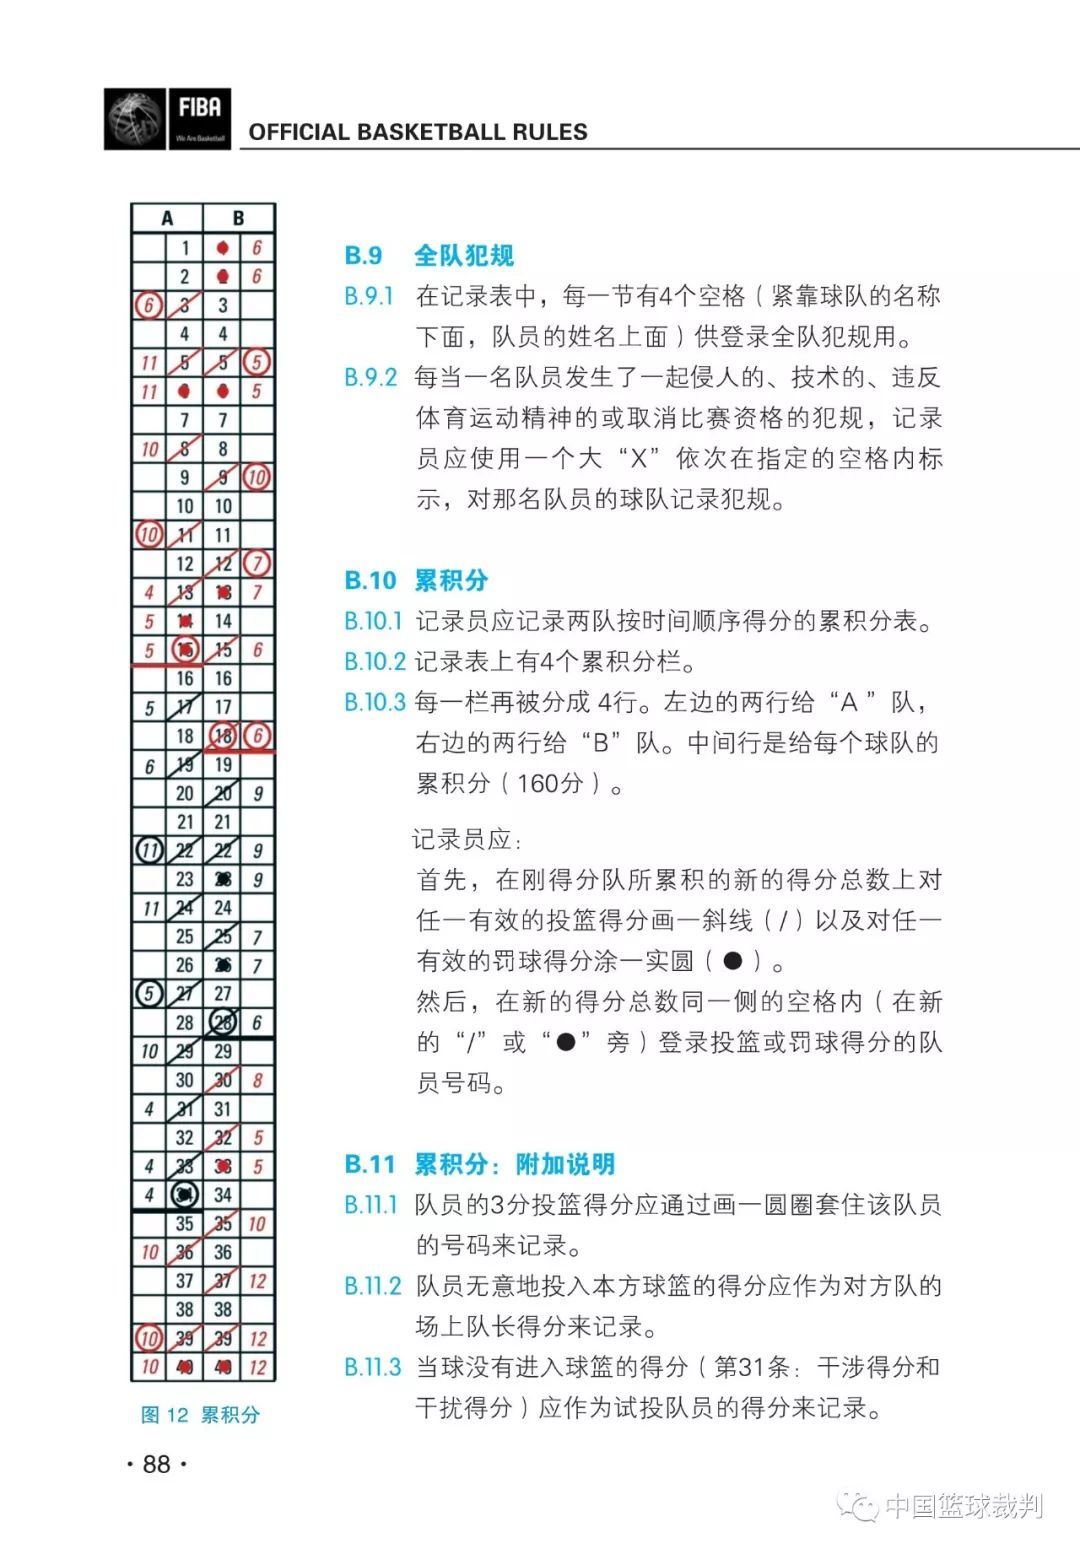 FIBA
We Are Basketball
OFFICIAL BASKETBALL RULES
A B
1 6
2 6
6 3 3
4 4
11 5 5 5
11 5
7 7
10 8 8
9 9 10
10 10
10 11 11
12 12 7
4 13 13 7
5 14 14
5 15 15 6
16 16
5 17 17
18 18 6
6 19 19
20 20 9
21 21
11 22 22 9
23 23 9
11 24 24
25 25 7
26 26 7
5 27 27
28 28 6
10 29 29
30 30 8
4 31 31
32 32 5
4 33 33 5
4 34 34
35 35 10
10 36 36
37 37 12
38 38
10 39 39 12
10 40 40 12
图 12 累积分
B.9 全队犯规
B.9.1 在记录表中，每一节有4个空格（紧靠球队的名称
下面，队员的姓名上面）供登录全队犯规用。
B.9.2 每当一名队员发生了一起侵人的、技术的、违反
体育运动精神的或取消比赛资格的犯规，记录
员应使用一个大“X”依次在指定的空格内标
示，对那名队员的球队记录犯规。
B.10 累积分
B.10.1 记录员应记录两队按时间顺序得分的累积分表。
B.10.2 记录表上有4个累积分栏。
B.10.3 每一栏再被分成 4行。左边的两行给“A ”队，
右边的两行给“B”队。中间行是给每个球队的
累积分（160分）。
记录员应：
首先，在刚得分队所累积的新的得分总数上对
任一有效的投篮得分画一斜线（/）以及对任一
有效的罚球得分涂一实圆（●）。
然后，在新的得分总数同一侧的空格内（在新
的“/”或“●”旁）登录投篮或罚球得分的队
员号码。
B.11 累积分：附加说明
B.11.1 队员的3分投篮得分应通过画一圆圈套住该队员
的号码来记录。
B.11.2 队员无意地投入本方球篮的得分应作为对方队的
场上队长得分来记录。
B.11.3 当球没有进入球篮的得分（第31条：干涉得分和
干扰得分）应作为试投队员的得分来记录。
·88·
中国篮球裁判